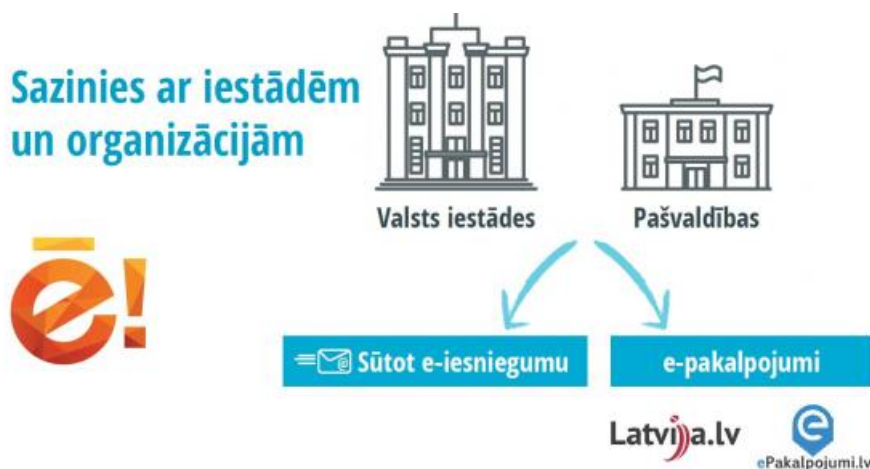 Sazinies ar iestādēm
un organizācijām
Valsts iestādes
Pašvaldības
ē!
Sūtot e-iesniegumu
e-pakalpojumi
Latvija.lv
ePakalpojumi.lv